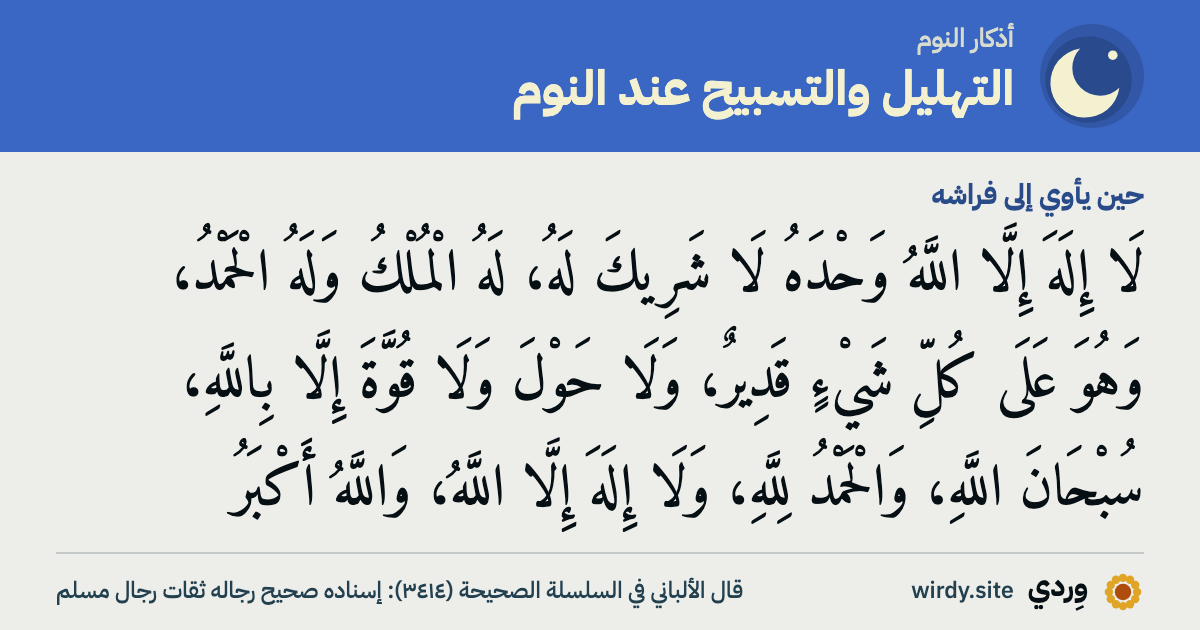 أذكار النوم
التهليل والتسبيح عند النوم
حين يأوي إلى فراشه
لَا إِلَهَ إِلَّا اللَّهُ وَحْدَهُ لَا شَرِيكَ لَهُ، لَهُ الْمُلْكُ وَلَهُ الْحَمْدُ،
وَهُوَ عَلَى كُلِّ شَيْءٍ قَدِيرٌ، وَلَا حَوْلَ وَلَا قُوَّةَ إِلَّا بِاللَّهِ،
سُبْحَانَ اللَّهِ، وَالْحَمْدُ لِلَّهِ، وَلَا إِلَهَ إِلَّا اللَّهُ، وَاللَّهُ أَكْبَرُ
وِردي wirdy.site
قال الألباني في السلسلة الصحيحة (٣٤١٤): إسناده صحيح رجاله ثقات رجال مسلم